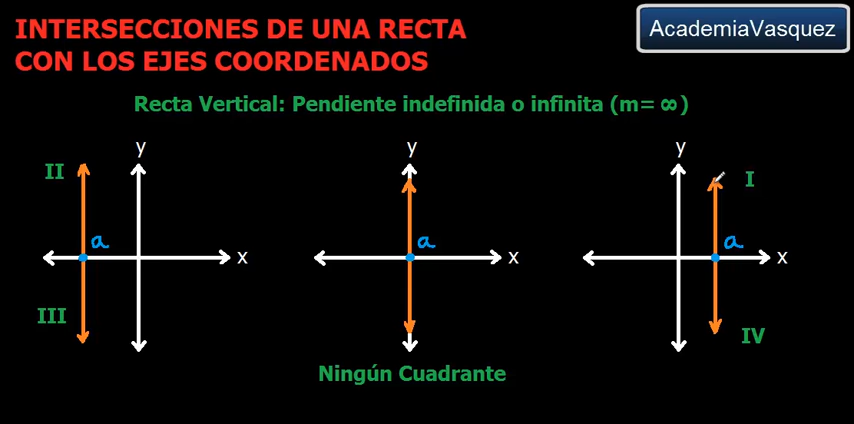 INTERSECCIONES DE UNA RECTA
CON LOS EJES COORDENADOS
AcademiaVasquez
Recta Vertical: Pendiente indefinida o infinita (m= ∞)
y
y
y
II
I
a
a
a
x
x
x
III
IV
Ningún Cuadrante